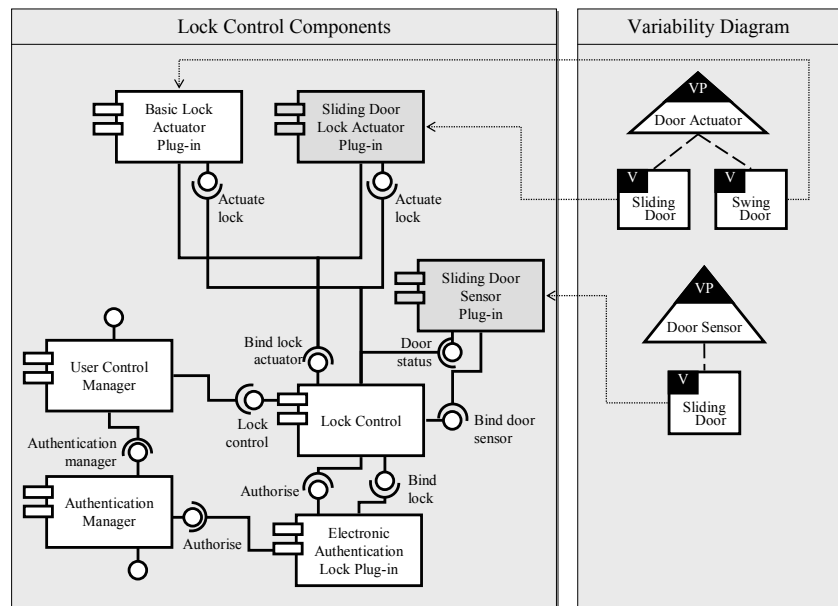 Lock Control Components
Variability Diagram
Basic Lock
Actuator
Plug-in
Sliding Door
Lock Actuator
Plug-in
Actuate
lock
Actuate
lock
VP
Door Actuator
V
Sliding
Door
V
Swing
Door
Sliding Door
Sensor
Plug-in
VP
Door Sensor
V
Sliding
Door
Bind lock
actuator
Door
status
User Control
Manager
Lock
control
Lock Control
Bind door
sensor
Authentication
manager
Authorise
Bind
lock
Authentication
Manager
Authorise
Electronic
Authentication
Lock Plug-in